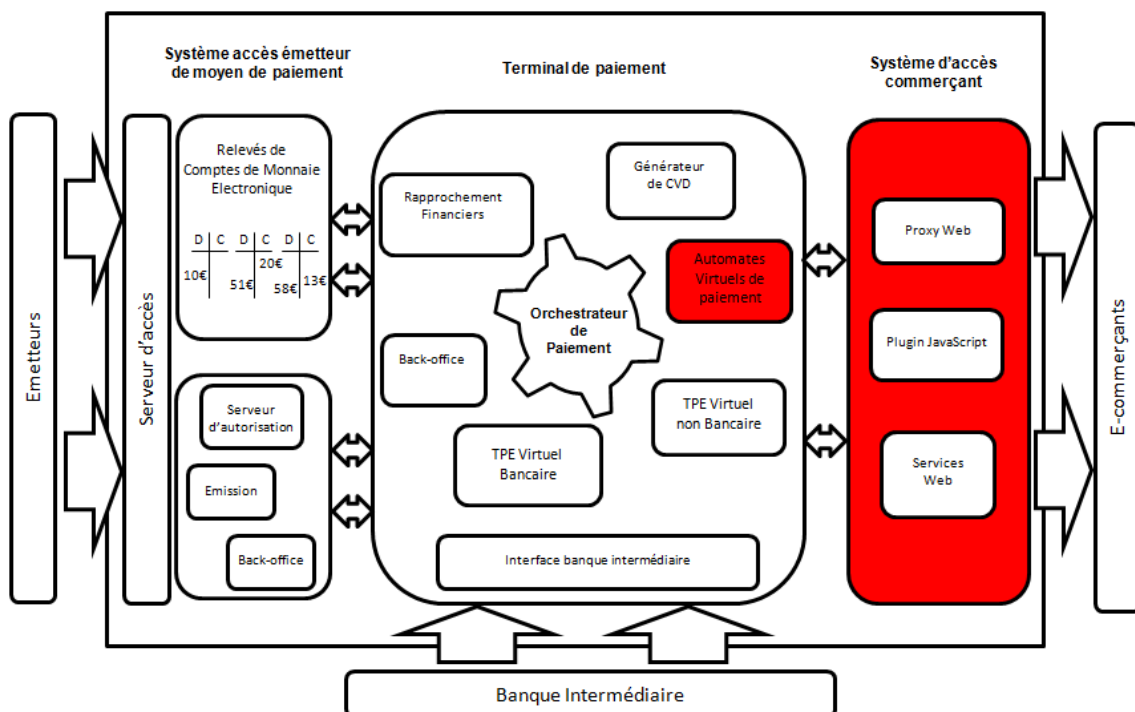 Système accès émetteur
de moyen de paiement
Terminal de paiement
Système d'accès
commerçant
Emetteurs
Serveur d'accès
Relevés de
Comptes de Monnaie
Electronique
D C D C D C
10€ 51€ 20€ 58€ 13€
Serveur
d'autorisation
Emission
Back-office
Rapprochement
Financiers
Générateur
de CVD
Automates
Virtuels de
paiement
Orchestrateur
de
Paiement
Back-office
TPE Virtuel
non Bancaire
TPE Virtuel
Bancaire
Interface banque intermédiaire
Proxy Web
Plugin JavaScript
Services
Web
E-commerçants
Banque Intermédiaire